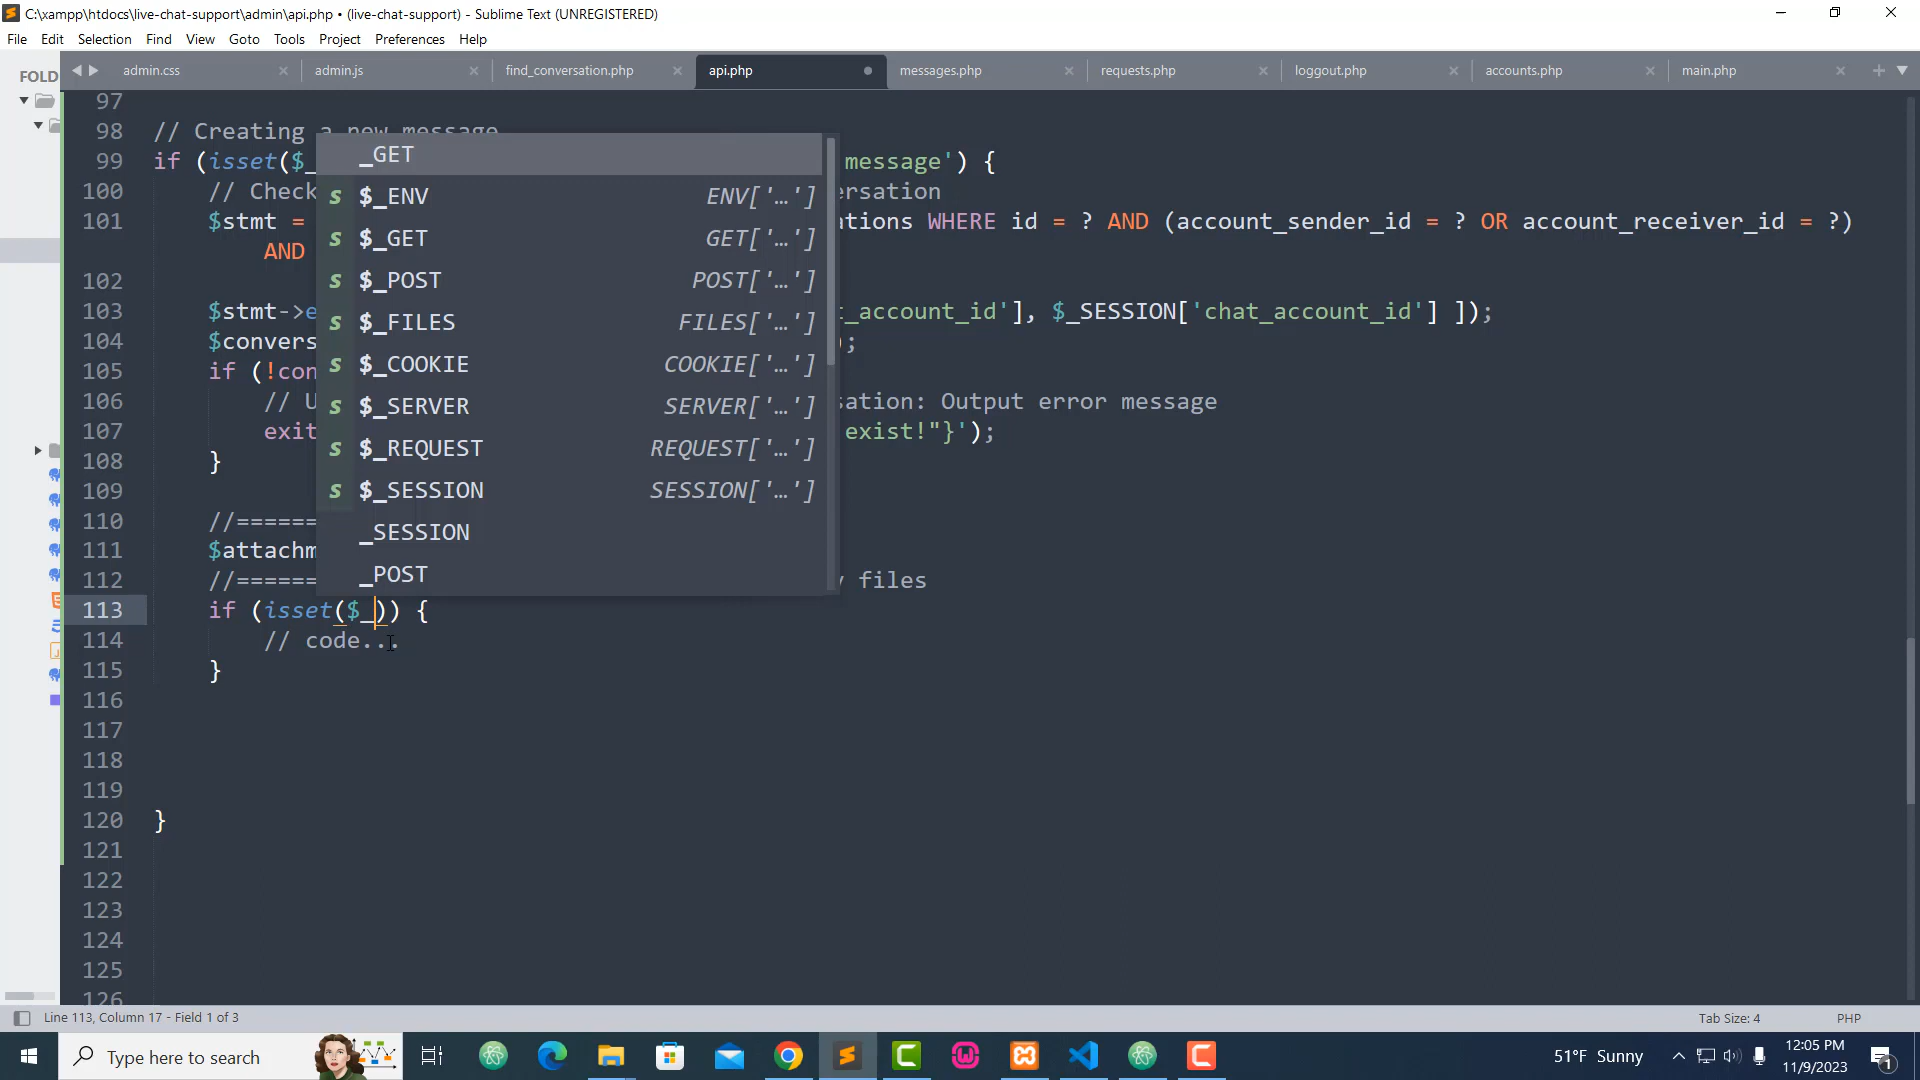 C:\xampp\htdocs\live-chat-support\admin\api.php • (live-chat-support) - Sublime Text (UNREGISTERED)
File Edit Selection Find View Goto Tools Project Preferences Help
FOLD
admin.css admin.js find_conversation.php api.php messages.php requests.php loggout.php accounts.php main.php
97
98 // Creating a new message
99 if (isset($_ message') {
100 // Check ersation
101 $stmt = ations WHERE id = ? AND (account_sender_id = ? OR account_receiver_id = ?)
AND
102
103 $stmt->e t_account_id'], $_SESSION['chat_account_id'] ]);
104 $convers );
105 if (!con
106 // U sation: Output error message
107 exit exist!"}');
108 }
109
110 //======
111 $attachm
112 //====== y files
113 if (isset($_)) {
114 // code...
115 }
116
117
118
119
120 }
121
122
123
124
125
126
_GET
s $_ENV ENV['…']
s $_GET GET['…']
s $_POST POST['…']
s $_FILES FILES['…']
s $_COOKIE COOKIE['…']
s $_SERVER SERVER['…']
s $_REQUEST REQUEST['…']
s $_SESSION SESSION['…']
_SESSION
_POST
Line 113, Column 17 - Field 1 of 3 Tab Size: 4 PHP
Type here to search
51°F Sunny
12:05 PM
11/9/2023
1